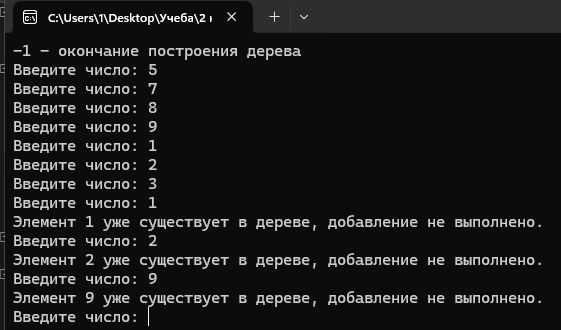 C:\Users\1\Desktop\Учеба\2 к
-1 - окончание построения дерева
Введите число: 5
Введите число: 7
Введите число: 8
Введите число: 9
Введите число: 1
Введите число: 2
Введите число: 3
Введите число: 1
Элемент 1 уже существует в дереве, добавление не выполнено.
Введите число: 2
Элемент 2 уже существует в дереве, добавление не выполнено.
Введите число: 9
Элемент 9 уже существует в дереве, добавление не выполнено.
Введите число: